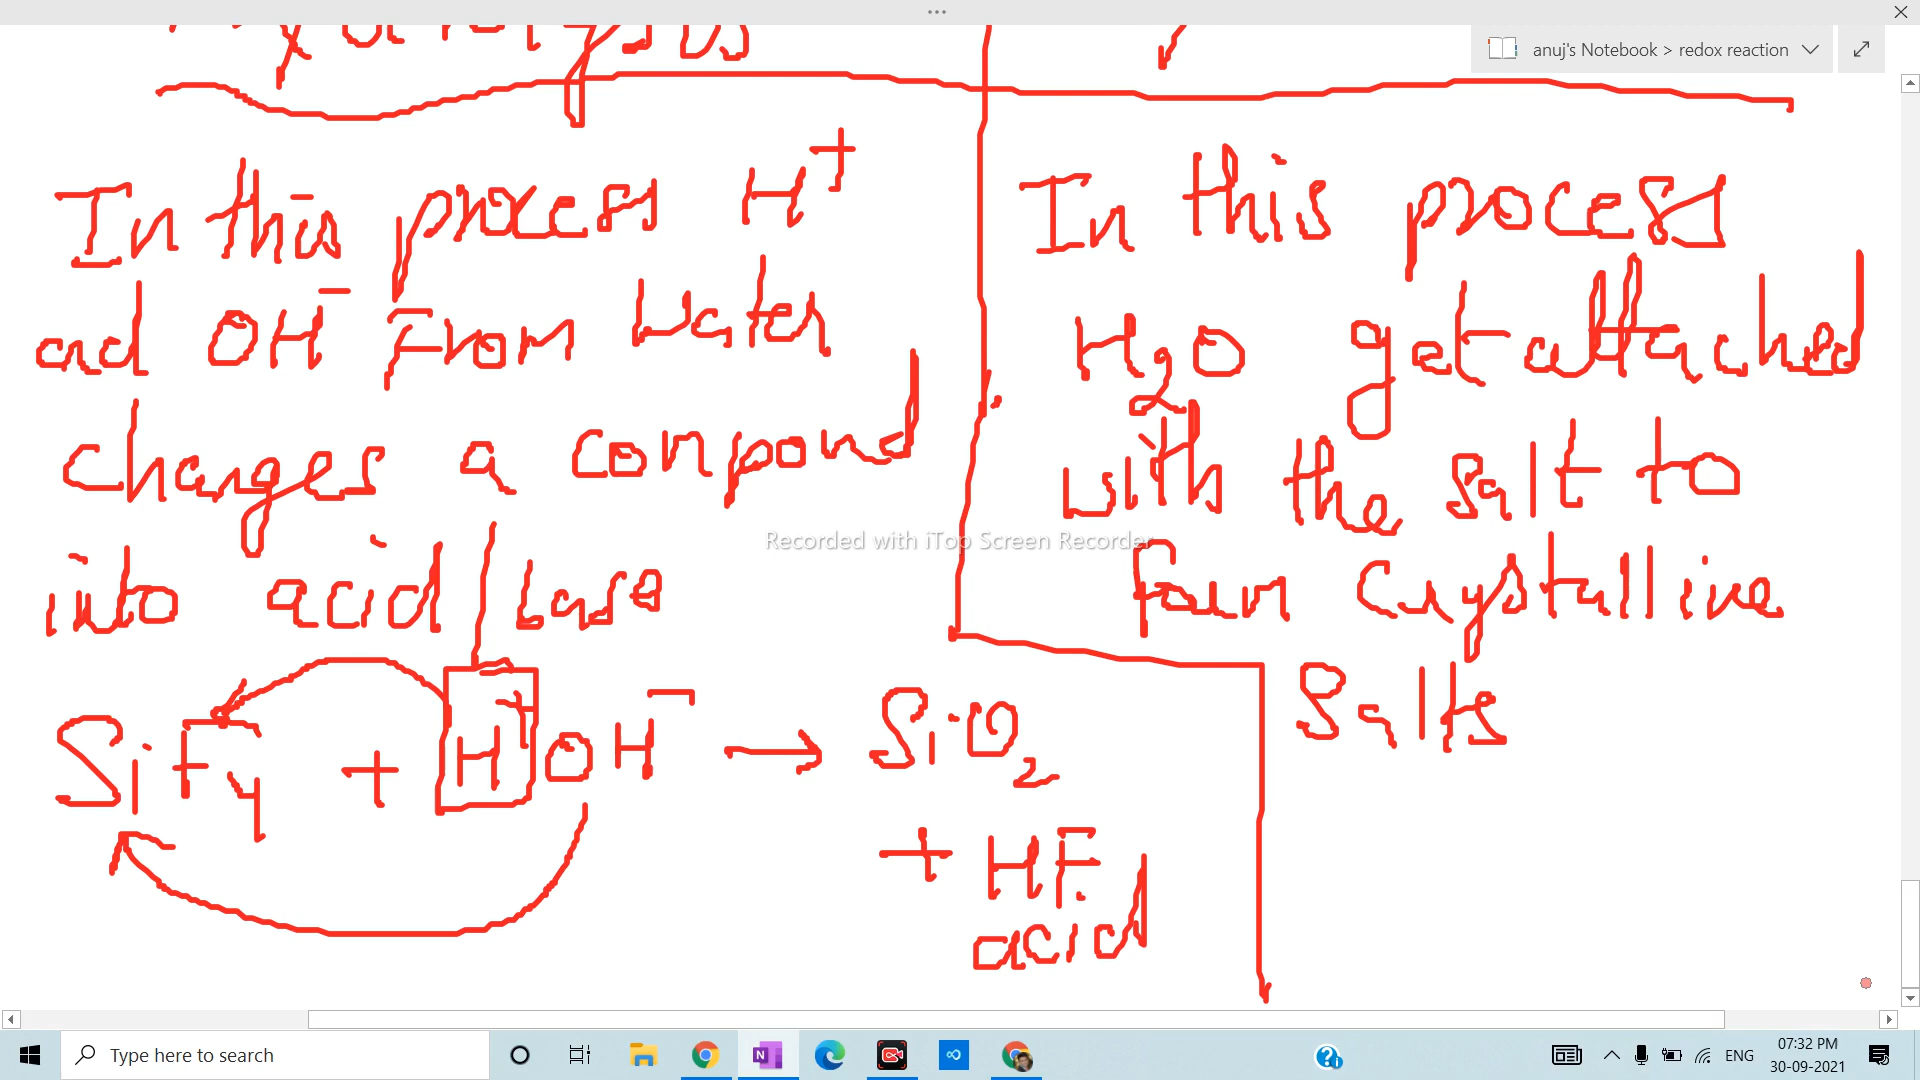 anuj's Notebook > redox reaction
In this process H⁺
ad OH⁻ From water
changes a compound
into acid/base
SiF₄ + H⁺OH⁻ → SiO₂
+ HF
acid
In this process
H₂O get attached
with the salt to
form crystalline
salts
Recorded with iTop Screen Recorder
Type here to search
ENG
07:32 PM
30-09-2021